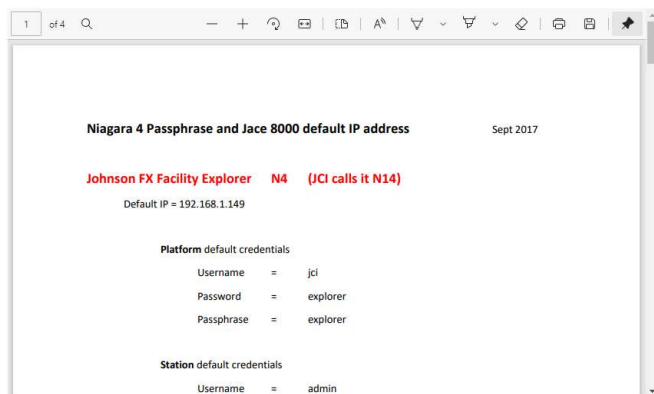 1 of 4
Niagara 4 Passphrase and Jace 8000 default IP address Sept 2017
Johnson FX Facility Explorer N4 (JCI calls it N14)
Default IP = 192.168.1.149
Platform default credentials
Username = jci
Password = explorer
Passphrase = explorer
Station default credentials
Username = admin